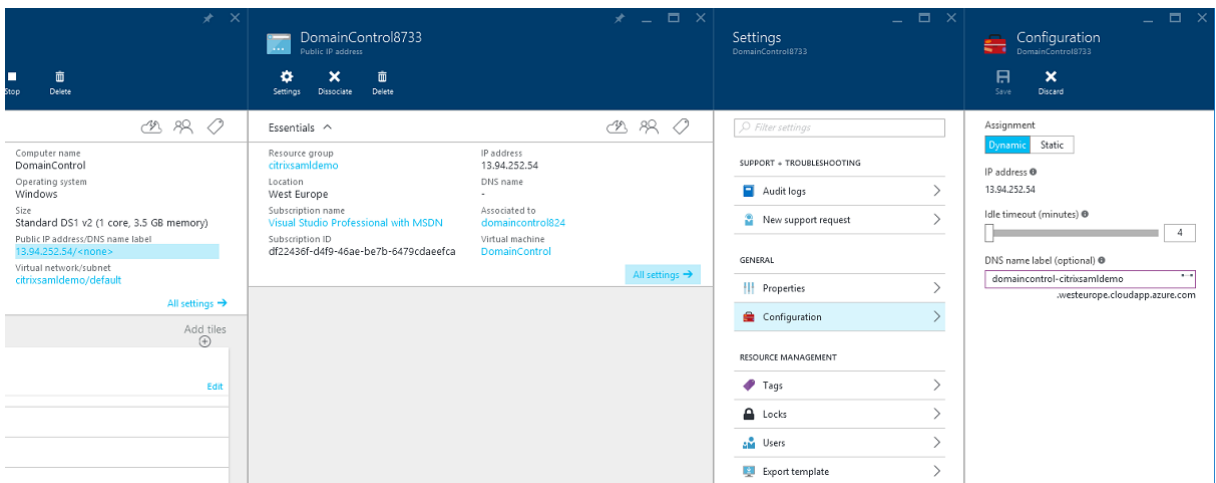 Stop
Delete
Computer name
DomainControl
Operating system
Windows
Size
Standard DS1 v2 (1 core, 3.5 GB memory)
Public IP address/DNS name label
13.94.252.54/<none>
Virtual network/subnet
citrixsamldemo/default
All settings →
Add tiles
Edit
DomainControl8733
Public IP address
Settings
Dissociate
Delete
Essentials
Resource group
citrixsamldemo
Location
West Europe
Subscription name
Visual Studio Professional with MSDN
Subscription ID
df22436f-d4f9-46ae-be7b-6479cdaeefca
IP address
13.94.252.54
DNS name
-
Associated to
domaincontrol824
Virtual machine
DomainControl
All settings →
Settings
DomainControl8733
Filter settings
SUPPORT + TROUBLESHOOTING
Audit logs
New support request
GENERAL
Properties
Configuration
RESOURCE MANAGEMENT
Tags
Locks
Users
Export template
Configuration
DomainControl8733
Save
Discard
Assignment
Dynamic
Static
IP address
13.94.252.54
Idle timeout (minutes)
4
DNS name label (optional)
domaincontrol-citrixsamldemo
.westeurope.cloudapp.azure.com